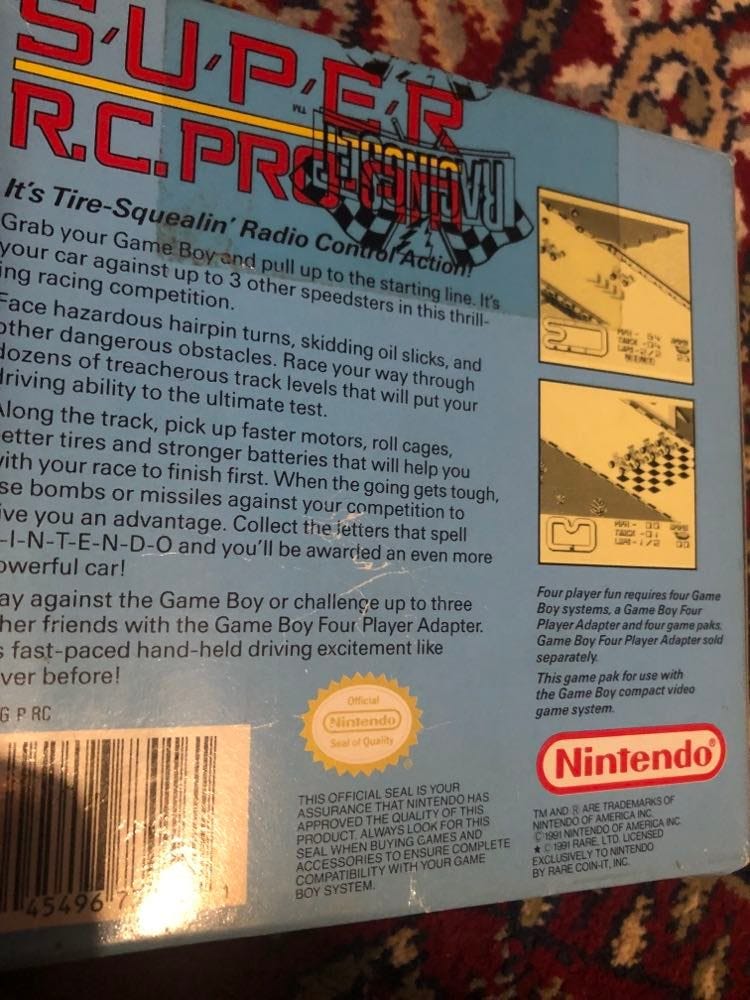 S·U·P·E·R
R.C. PRO-AM
TM
It's Tire-Squealin' Radio Control Action!
Grab your Game Boy and pull up to the starting line. It's
your car against up to 3 other speedsters in this thrill-
ing racing competition.
Face hazardous hairpin turns, skidding oil slicks, and
other dangerous obstacles. Race your way through
dozens of treacherous track levels that will put your
driving ability to the ultimate test.
Along the track, pick up faster motors, roll cages,
etter tires and stronger batteries that will help you
ith your race to finish first. When the going gets tough,
se bombs or missiles against your competition to
ive you an advantage. Collect the letters that spell
-I-N-T-E-N-D-O and you'll be awarded an even more
owerful car!
ay against the Game Boy or challenge up to three
her friends with the Game Boy Four Player Adapter.
s fast-paced hand-held driving excitement like
ver before!
G P RC
45496 7
1
Official
Nintendo
Seal of Quality
®
THIS OFFICIAL SEAL IS YOUR
ASSURANCE THAT NINTENDO HAS
APPROVED THE QUALITY OF THIS
PRODUCT. ALWAYS LOOK FOR THIS
SEAL WHEN BUYING GAMES AND
ACCESSORIES TO ENSURE COMPLETE
COMPATIBILITY WITH YOUR GAME
BOY SYSTEM.
Four player fun requires four Game
Boy systems, a Game Boy Four
Player Adapter and four game paks.
Game Boy Four Player Adapter sold
separately.
This game pak for use with
the Game Boy compact video
game system.
Nintendo®
TM AND ® ARE TRADEMARKS OF
NINTENDO OF AMERICA INC.
© 1991 NINTENDO OF AMERICA INC.
★ © 1991 RARE, LTD. LICENSED
EXCLUSIVELY TO NINTENDO
BY RARE COIN-IT, INC.